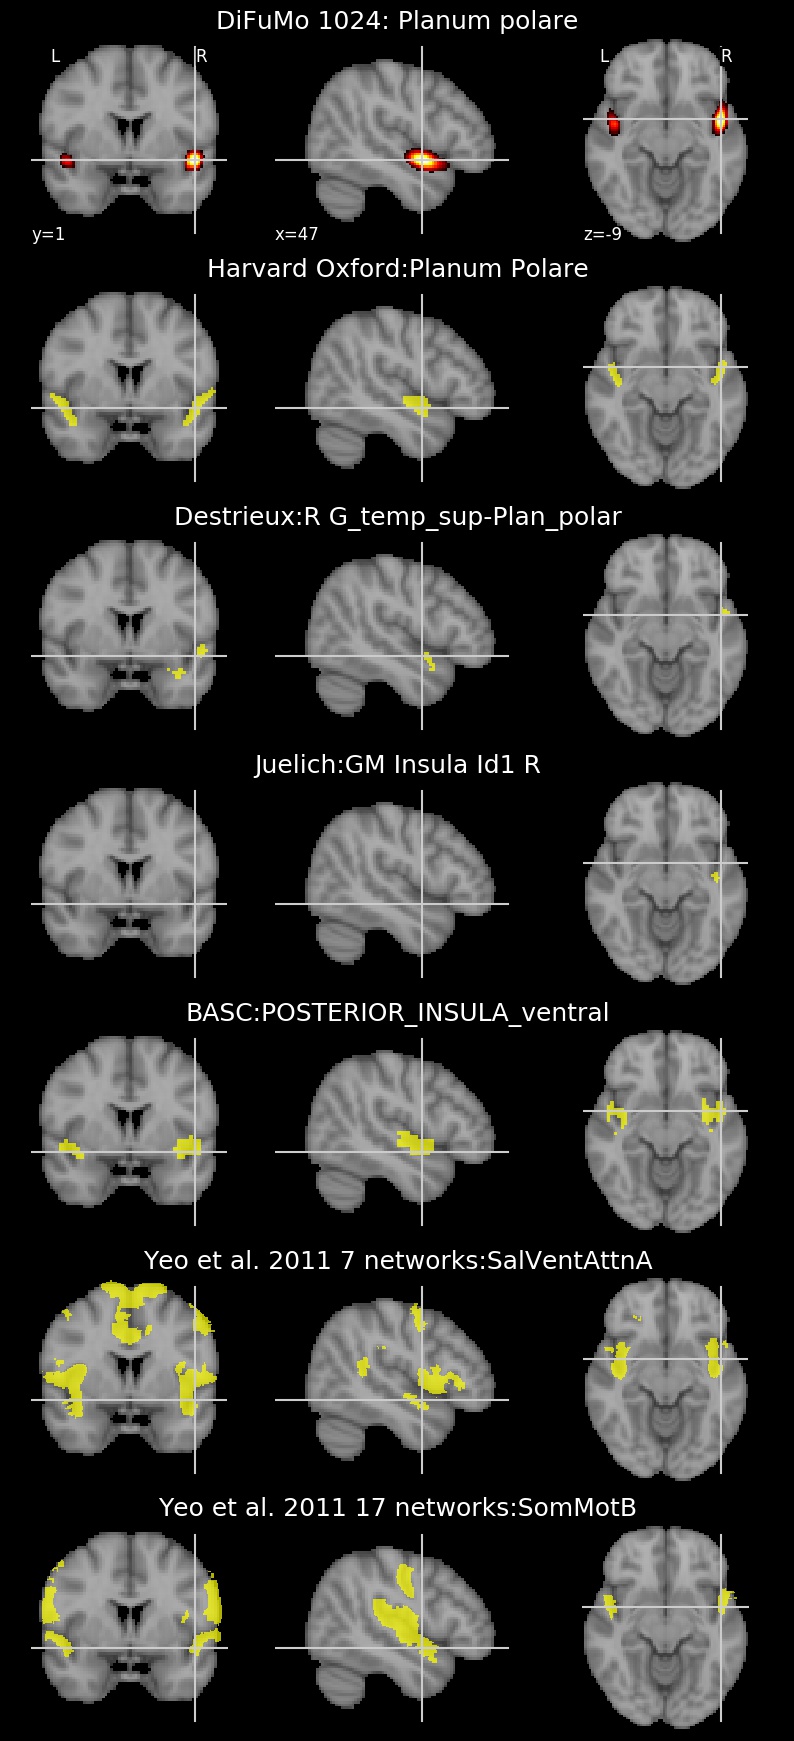 DiFuMo 1024: Planum polare
L R L R
y=1 x=47 z=-9
Harvard Oxford:Planum Polare
Destrieux:R G_temp_sup-Plan_polar
Juelich:GM Insula Id1 R
BASC:POSTERIOR_INSULA_ventral
Yeo et al. 2011 7 networks:SalVentAttnA
Yeo et al. 2011 17 networks:SomMotB